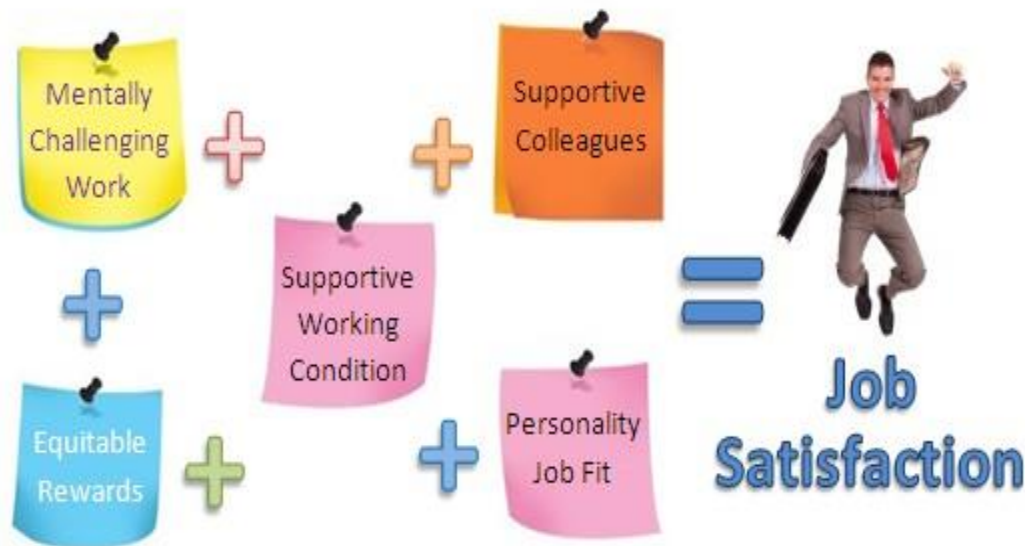 Mentally
Challenging
Work
Supportive
Colleagues
Supportive
Working
Condition
Equitable
Rewards
Personality
Job Fit
Job
Satisfaction